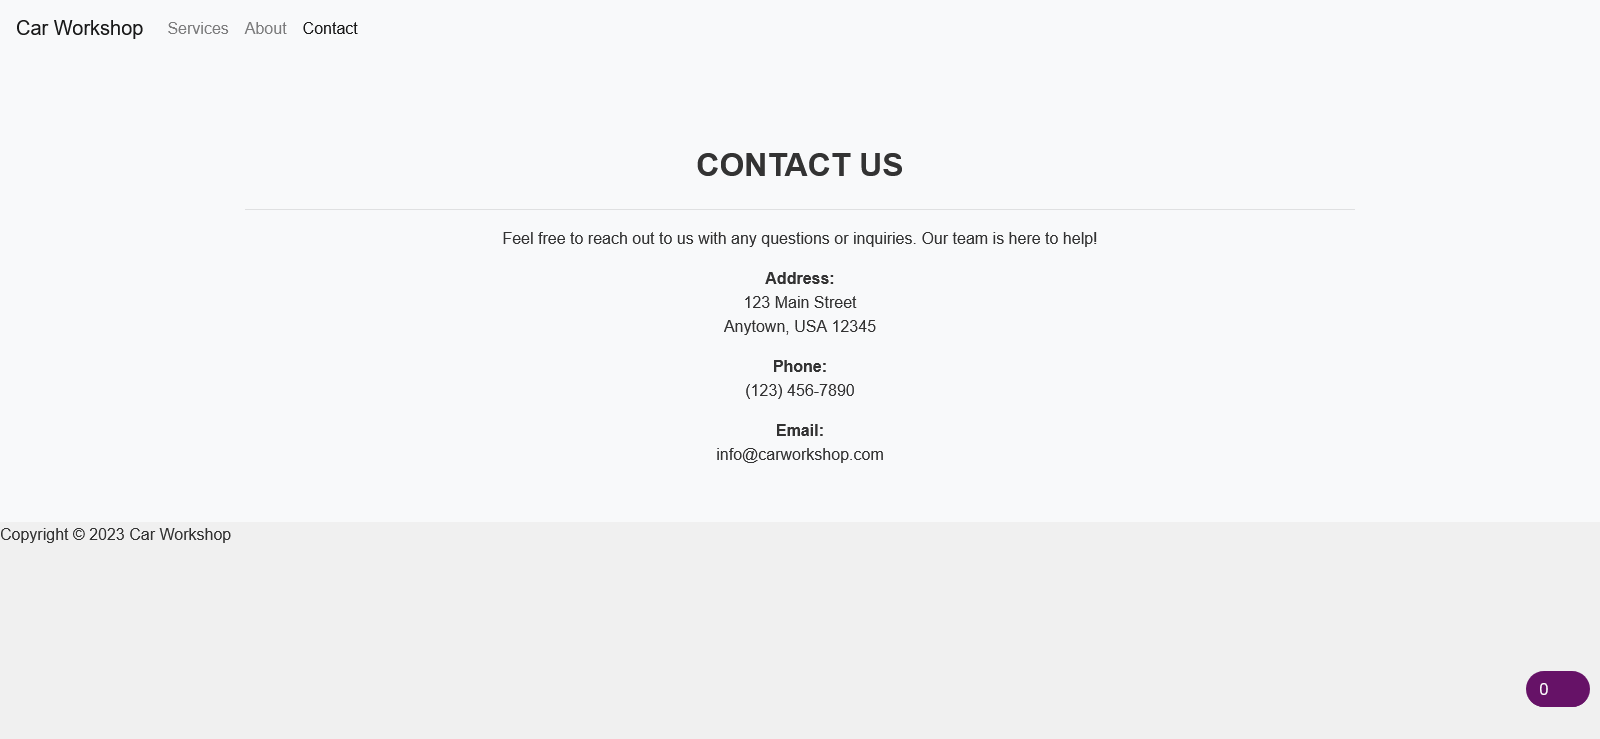 Car Workshop Services About Contact
CONTACT US
Feel free to reach out to us with any questions or inquiries. Our team is here to help!
Address:
123 Main Street
Anytown, USA 12345
Phone:
(123) 456-7890
Email:
info@carworkshop.com
Copyright © 2023 Car Workshop
0